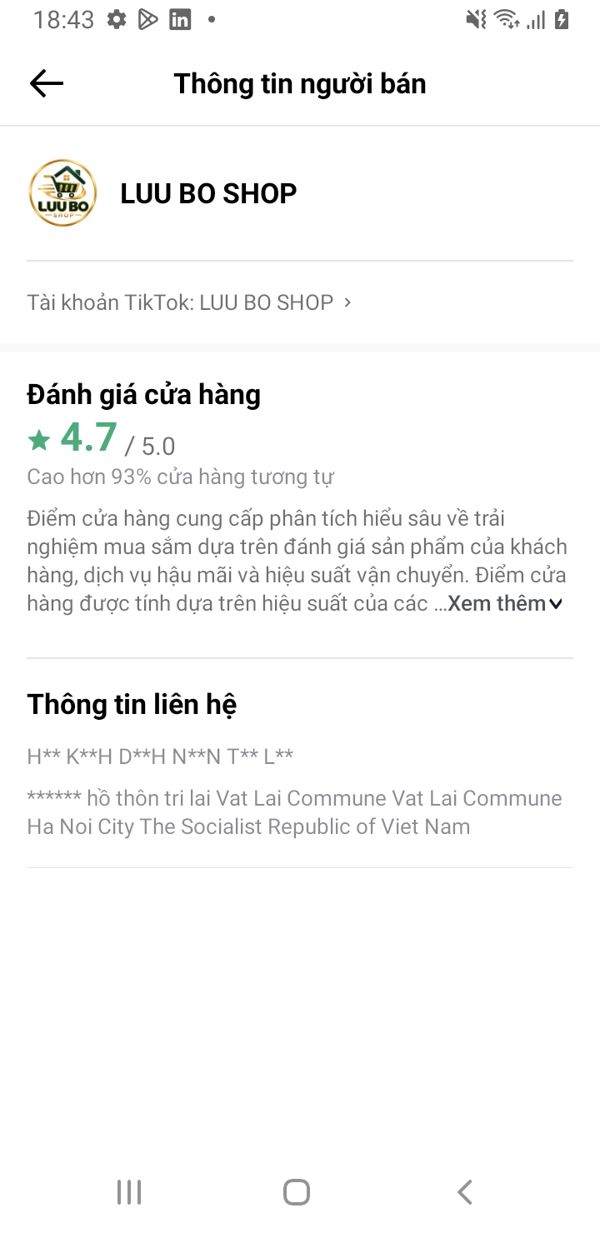 18:43
Thông tin người bán
LUU BO
SHOP
LUU BO SHOP
Tài khoản TikTok: LUU BO SHOP
Đánh giá cửa hàng
4.7 / 5.0
Cao hơn 93% cửa hàng tương tự
Điểm cửa hàng cung cấp phân tích hiểu sâu về trải
nghiệm mua sắm dựa trên đánh giá sản phẩm của khách
hàng, dịch vụ hậu mãi và hiệu suất vận chuyển. Điểm cửa
hàng được tính dựa trên hiệu suất của các ...Xem thêm
Thông tin liên hệ
H** K**H D**H N**N T** L**
****** hồ thôn tri lai Vat Lai Commune Vat Lai Commune
Ha Noi City The Socialist Republic of Viet Nam